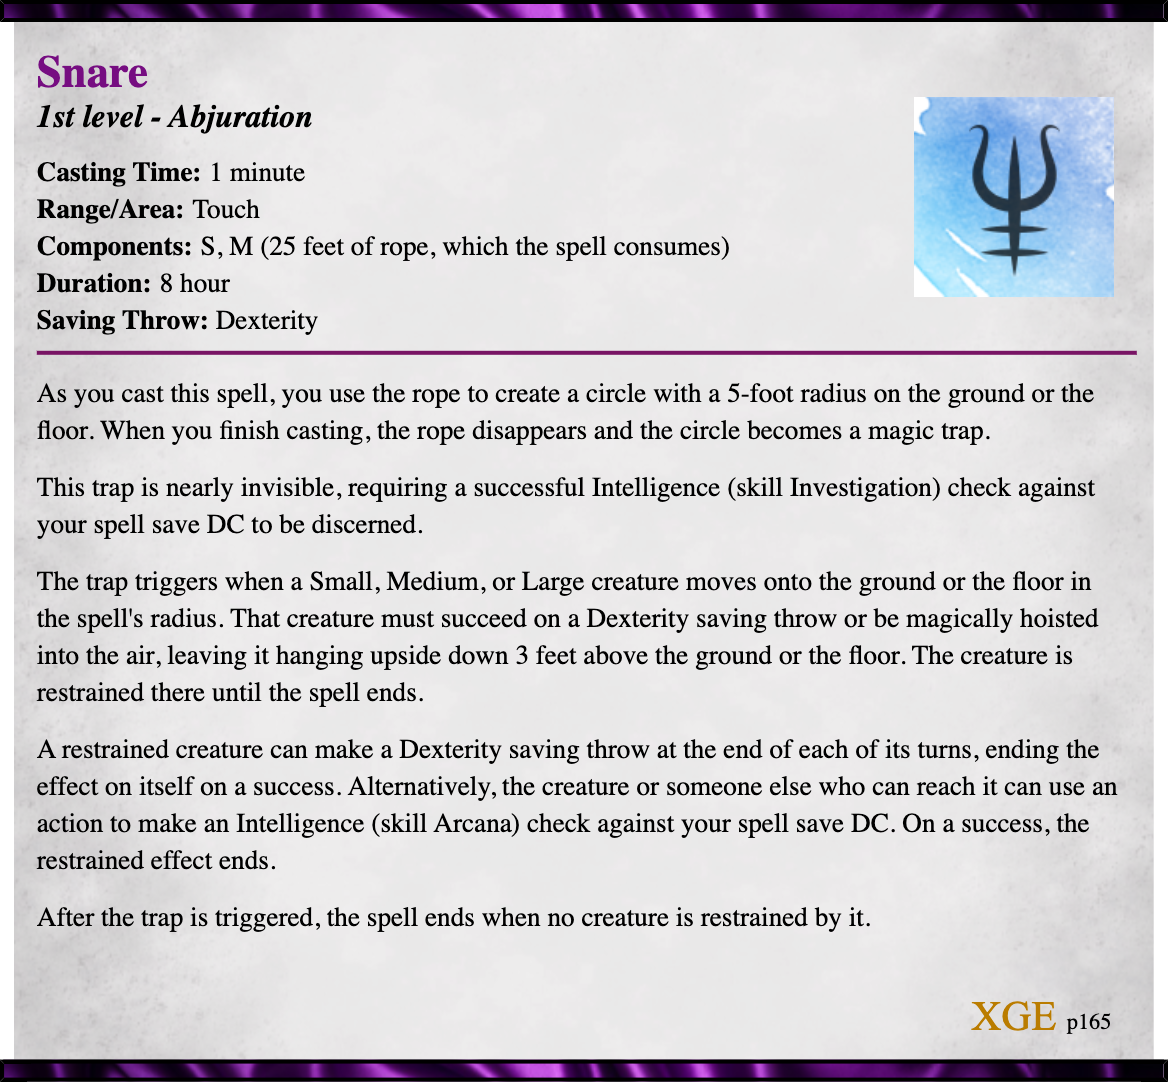 Snare
1st level - Abjuration
Casting Time: 1 minute
Range/Area: Touch
Components: S, M (25 feet of rope, which the spell consumes)
Duration: 8 hour
Saving Throw: Dexterity
As you cast this spell, you use the rope to create a circle with a 5-foot radius on the ground or the
floor. When you finish casting, the rope disappears and the circle becomes a magic trap.
This trap is nearly invisible, requiring a successful Intelligence (skill Investigation) check against
your spell save DC to be discerned.
The trap triggers when a Small, Medium, or Large creature moves onto the ground or the floor in
the spell's radius. That creature must succeed on a Dexterity saving throw or be magically hoisted
into the air, leaving it hanging upside down 3 feet above the ground or the floor. The creature is
restrained there until the spell ends.
A restrained creature can make a Dexterity saving throw at the end of each of its turns, ending the
effect on itself on a success. Alternatively, the creature or someone else who can reach it can use an
action to make an Intelligence (skill Arcana) check against your spell save DC. On a success, the
restrained effect ends.
After the trap is triggered, the spell ends when no creature is restrained by it.
XGE p165